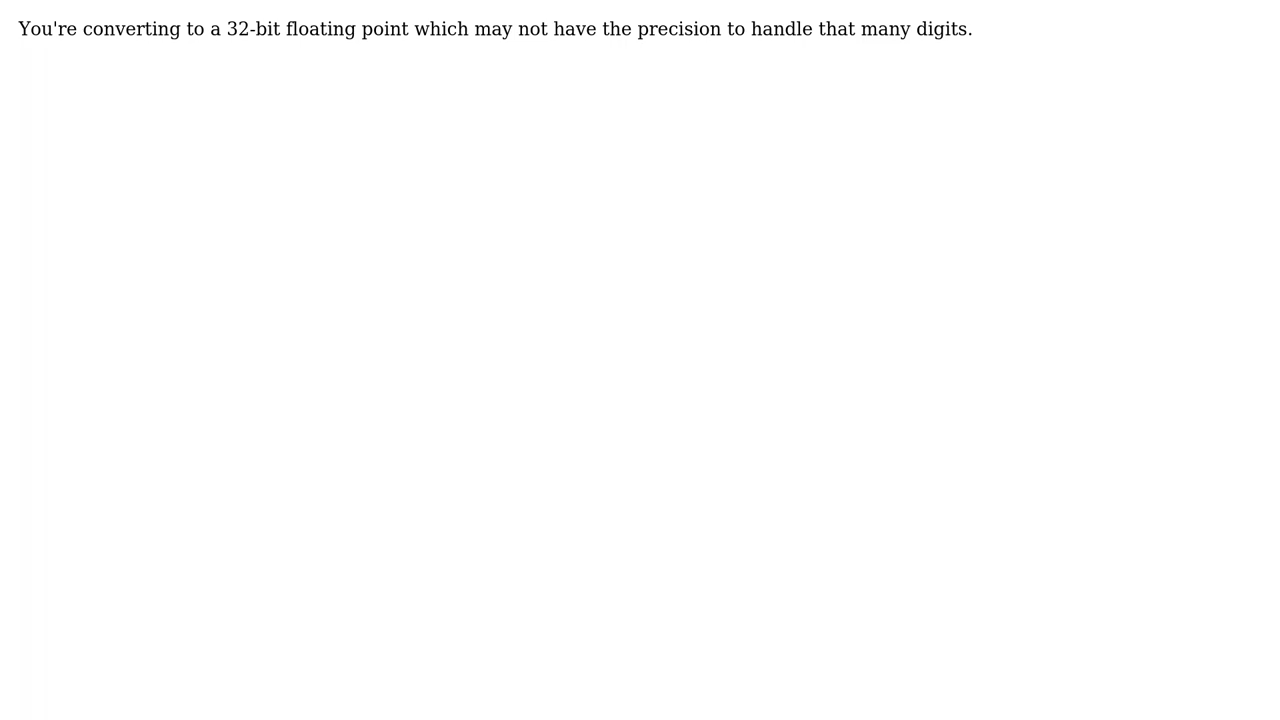 You're converting to a 32-bit floating point which may not have the precision to handle that many digits.